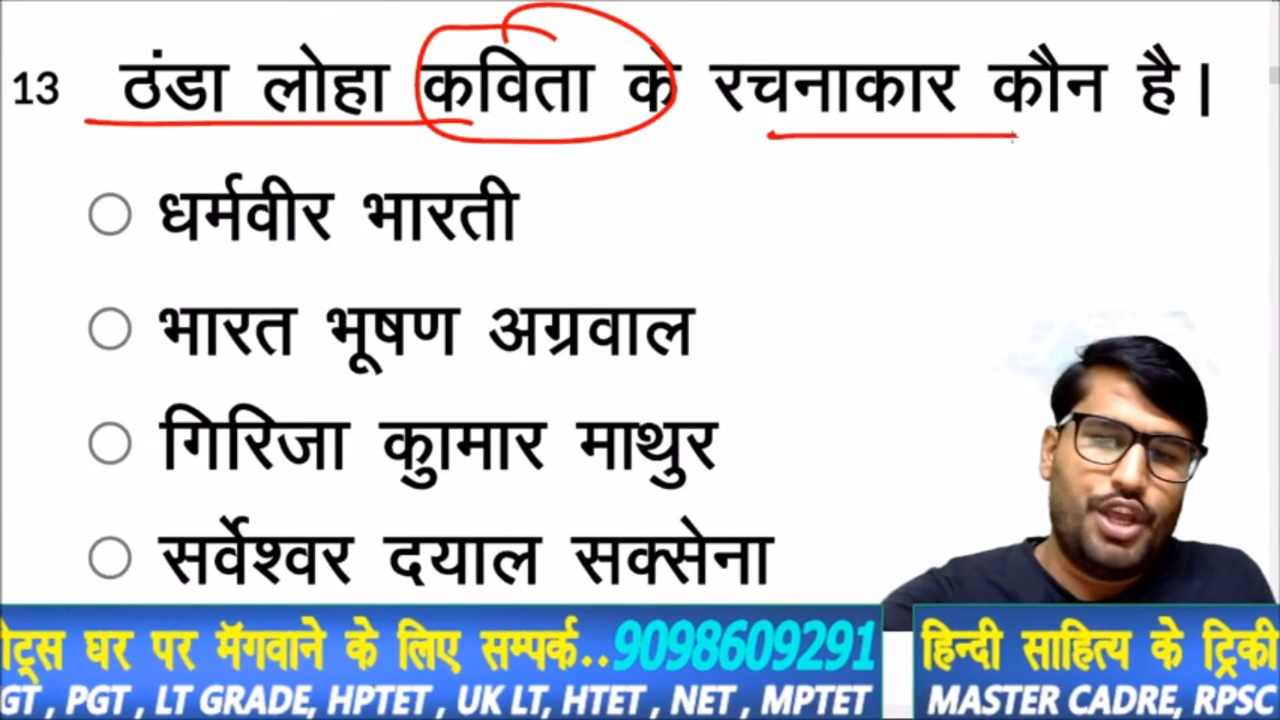 13 ठंडा लोहा कविता के रचनाकार कौन है।
धर्मवीर भारती
भारत भूषण अग्रवाल
गिरिजा कुामार माथुर
सर्वेश्वर दयाल सक्सेना
घर पर मॅगवाने के लिए सम्पर्क..9098609291
हिन्दी साहित्य के ट्रिकी
GT , PGT , LT GRADE, HPTET , UK LT, HTET , NET , MPTET
MASTER CADRE, RPSC